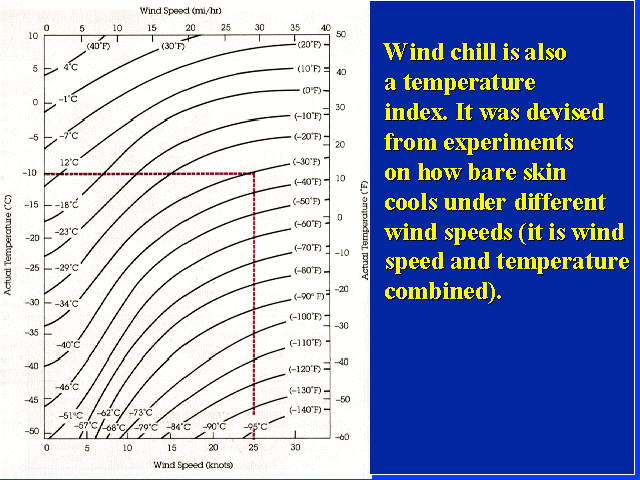 Wind Speed (mi/hr)
0 5 10 15 20 25 30 35 40
10 (40°F) (30°F) (20°F) 50
4°C
5 (10°F) 40
−1°C (0°F)
0 30
(−10°F)
−7°C
−5 (−20°F) 20
12°C (−30°F)
−10 10
(−40°F)
−18°C
−15 (−50°F) 0
−23°C (−60°F)
−20
(−70°F) −10
−29°C
−25 (−80°F)
−20
−34°C (−90°F)
−30
(−100°F) −30
−35
−40°C (−110°F)
−40 −40
(−120°F)
−46°C (−130°F)
−45 −50
−51°C −62°C −73°C (−140°F)
−57°C −68°C −79°C −84°C −90°C −95°C
−50 −60
0 5 10 15 20 25 30 35
Wind Speed (knots)
Actual Temperature (°C)
Actual Temperature (°F)
Wind chill is also
a temperature
index. It was devised
from experiments
on how bare skin
cools under different
wind speeds (it is wind
speed and temperature
combined).